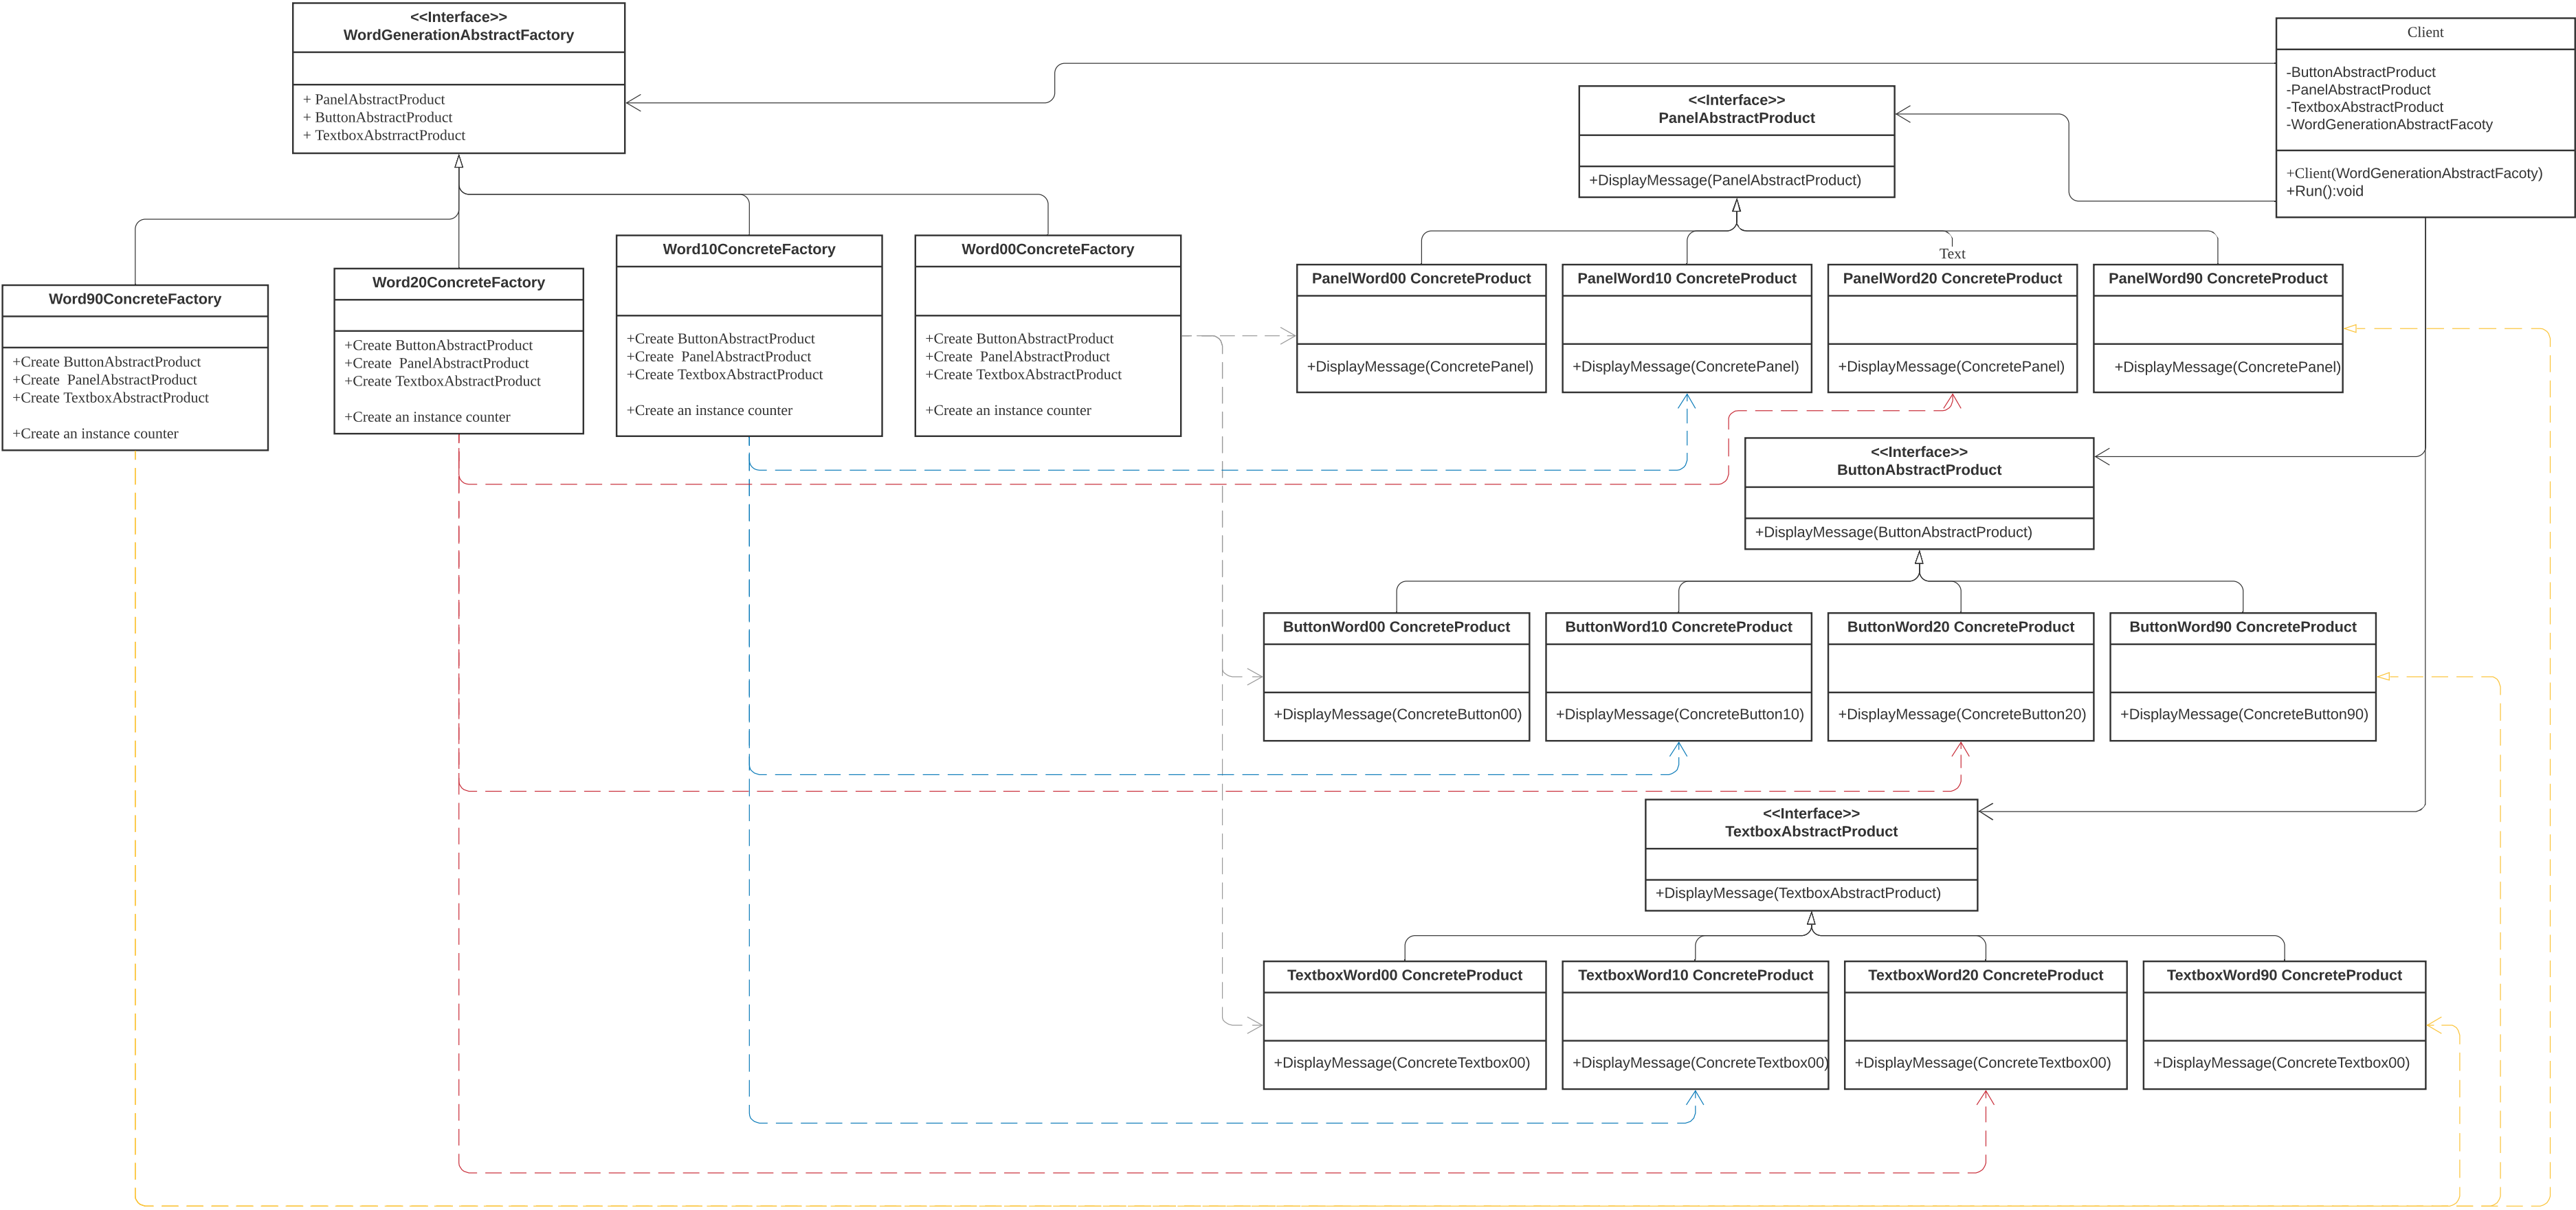 <<Interface>>
WordGenerationAbstractFactory
+ PanelAbstractProduct
+ ButtonAbstractProduct
+ TextboxAbstrractProduct
Client
-ButtonAbstractProduct
-PanelAbstractProduct
-TextboxAbstractProduct
-WordGenerationAbstractFacoty
+Client(WordGenerationAbstractFacoty)
+Run():void
<<Interface>>
PanelAbstractProduct
+DisplayMessage(PanelAbstractProduct)
Word90ConcreteFactory
+Create ButtonAbstractProduct
+Create  PanelAbstractProduct
+Create TextboxAbstractProduct
+Create an instance counter
Word20ConcreteFactory
+Create ButtonAbstractProduct
+Create  PanelAbstractProduct
+Create TextboxAbstractProduct
+Create an instance counter
Word10ConcreteFactory
+Create ButtonAbstractProduct
+Create  PanelAbstractProduct
+Create TextboxAbstractProduct
+Create an instance counter
Word00ConcreteFactory
+Create ButtonAbstractProduct
+Create  PanelAbstractProduct
+Create TextboxAbstractProduct
+Create an instance counter
Text
PanelWord00 ConcreteProduct
+DisplayMessage(ConcretePanel)
PanelWord10 ConcreteProduct
+DisplayMessage(ConcretePanel)
PanelWord20 ConcreteProduct
+DisplayMessage(ConcretePanel)
PanelWord90 ConcreteProduct
+DisplayMessage(ConcretePanel)
<<Interface>>
ButtonAbstractProduct
+DisplayMessage(ButtonAbstractProduct)
ButtonWord00 ConcreteProduct
+DisplayMessage(ConcreteButton00)
ButtonWord10 ConcreteProduct
+DisplayMessage(ConcreteButton10)
ButtonWord20 ConcreteProduct
+DisplayMessage(ConcreteButton20)
ButtonWord90 ConcreteProduct
+DisplayMessage(ConcreteButton90)
<<Interface>>
TextboxAbstractProduct
+DisplayMessage(TextboxAbstractProduct)
TextboxWord00 ConcreteProduct
+DisplayMessage(ConcreteTextbox00)
TextboxWord10 ConcreteProduct
+DisplayMessage(ConcreteTextbox00)
TextboxWord20 ConcreteProduct
+DisplayMessage(ConcreteTextbox00)
TextboxWord90 ConcreteProduct
+DisplayMessage(ConcreteTextbox00)